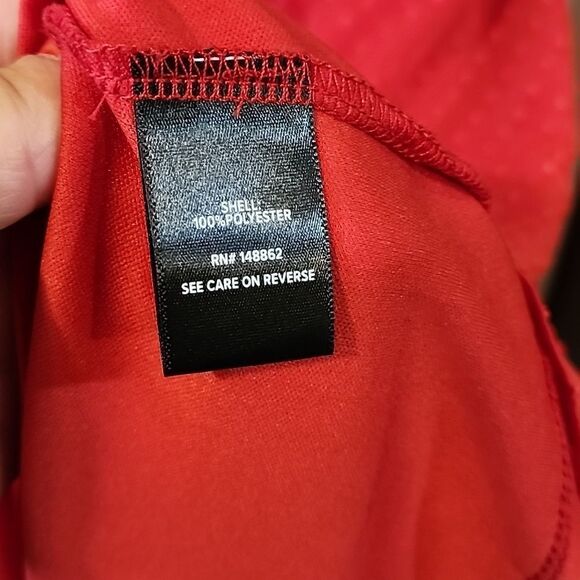 SHELL:
100%POLYESTER
RN# 148862
SEE CARE ON REVERSE